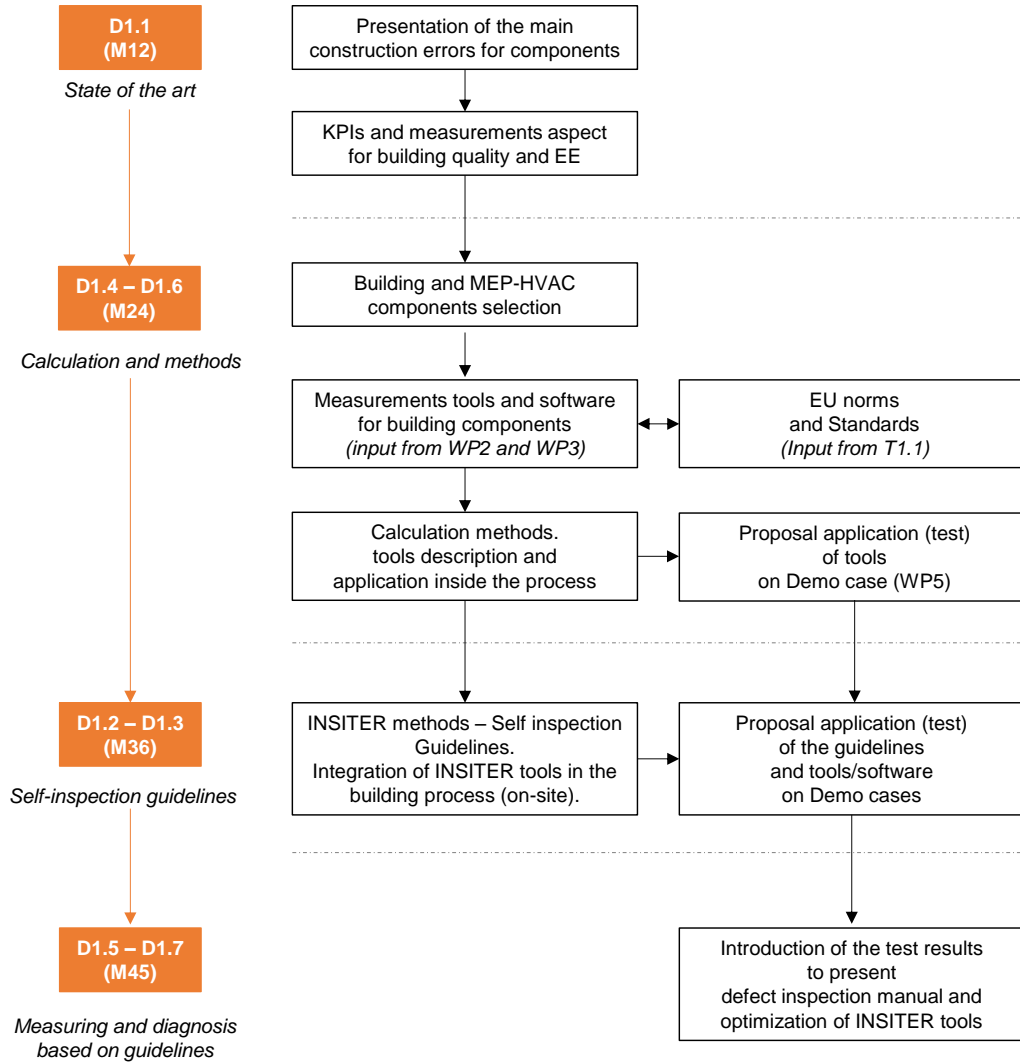 D1.1
(M12)
State of the art
Presentation of the main
construction errors for components
KPIs and measurements aspect
for building quality and EE
D1.4 – D1.6
(M24)
Calculation and methods
Building and MEP-HVAC
components selection
Measurements tools and software
for building components
(input from WP2 and WP3)
EU norms
and Standards
(Input from T1.1)
Calculation methods.
tools description and
application inside the process
Proposal application (test)
of tools
on Demo case (WP5)
D1.2 – D1.3
(M36)
Self-inspection guidelines
INSITER methods – Self inspection
Guidelines.
Integration of INSITER tools in the
building process (on-site).
Proposal application (test)
of the guidelines
and tools/software
on Demo cases
D1.5 – D1.7
(M45)
Measuring and diagnosis
based on guidelines
Introduction of the test results
to present
defect inspection manual and
optimization of INSITER tools